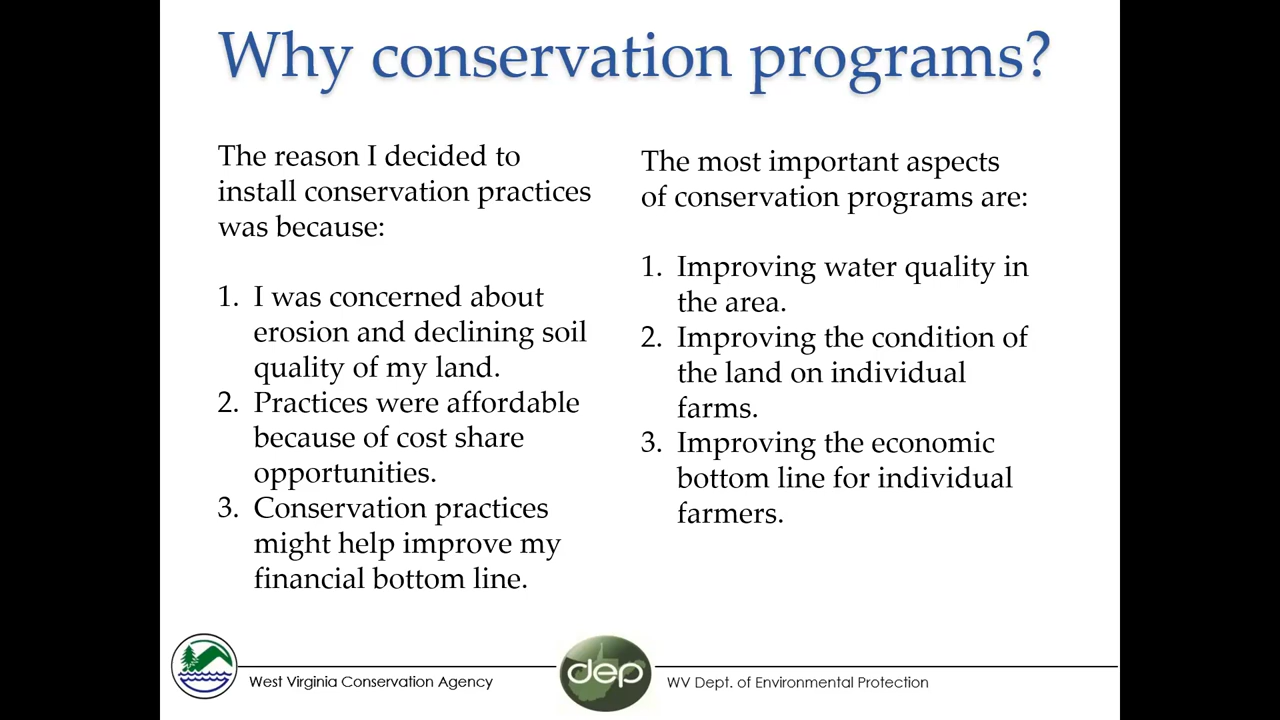 Why conservation programs?
The reason I decided to
install conservation practices
was because:
1. I was concerned about
erosion and declining soil
quality of my land.
2. Practices were affordable
because of cost share
opportunities.
3. Conservation practices
might help improve my
financial bottom line.
The most important aspects
of conservation programs are:
1. Improving water quality in
the area.
2. Improving the condition of
the land on individual
farms.
3. Improving the economic
bottom line for individual
farmers.
West Virginia Conservation Agency
dep
WV Dept. of Environmental Protection